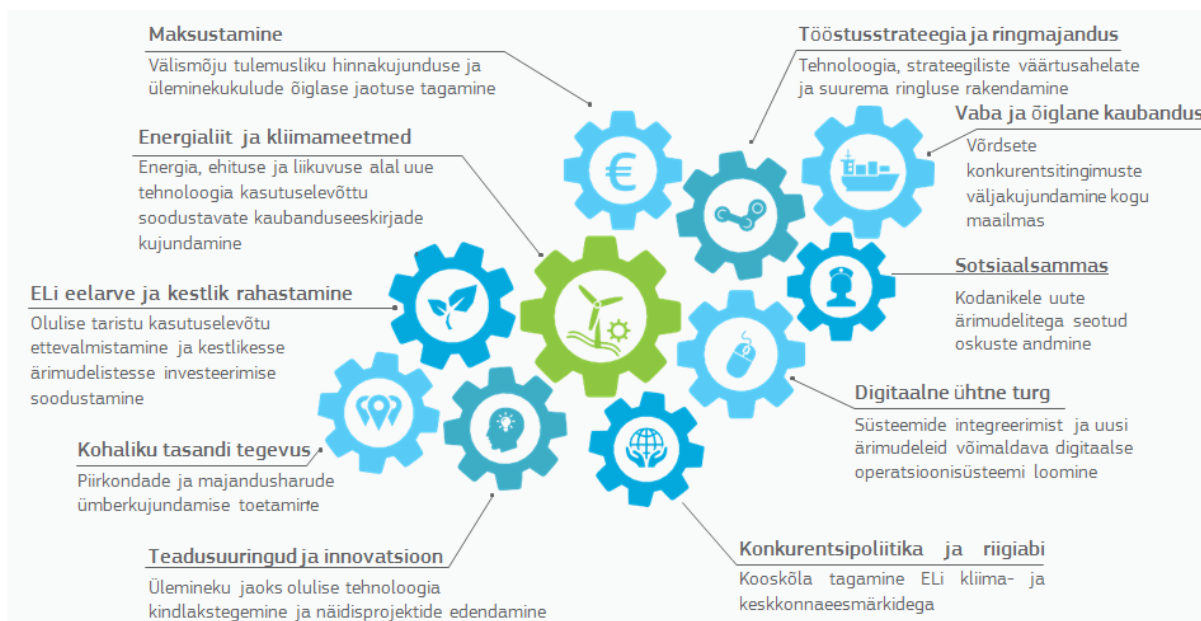 Maksustamine
Välismõju tulemusliku hinnakujunduse ja
üleminekukulude õiglase jaotuse tagamine
Tööstusstrateegia ja ringmajandus
Tehnoloogia, strateegiliste väärtusahelate
ja suurema ringluse rakendamine
Vaba ja õiglane kaubandus
Võrdsete
konkurentsitingimuste
väljakujundamine kogu
maailmas
Energialiit ja kliimameetmed
Energia, ehituse ja liikuvuse alal uue
tehnoloogia kasutuselevõttu
soodustavate kaubanduseeskirjade
kujundamine
€
Sotsiaalsammas
Kodanikele uute
ärimudelitega seotud
oskuste andmine
ELi eelarve ja kestlik rahastamine
Olulise taristu kasutuselevõtu
ettevalmistamine ja kestlikesse
ärimudelistesse investeerimise
soodustamine
Digitaalne ühtne turg
Süsteemide integreerimist ja uusi
ärimudeleid võimaldava digitaalse
operatsioonisüsteemi loomine
Kohaliku tasandi tegevus
Piirkondade ja majandusharude
ümberkujundamise toetamine
Teadusuuringud ja innovatsioon
Ülemineku jaoks olulise tehnoloogia
kindlakstegemine ja näidisprojektide edendamine
Konkurentsipoliitika ja riigiabi
Kooskõla tagamine ELi kliima- ja
keskkonnaeesmärkidega